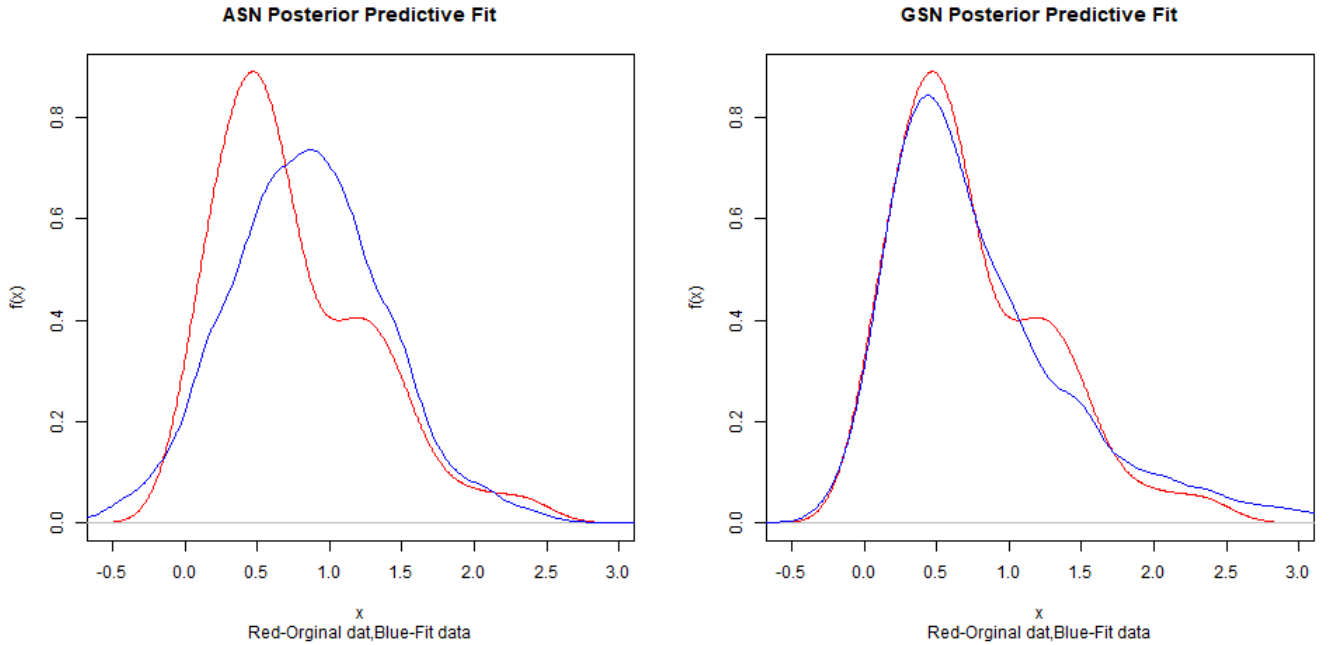 ASN Posterior Predictive Fit
f(x)
0.0 0.2 0.4 0.6 0.8
-0.5 0.0 0.5 1.0 1.5 2.0 2.5 3.0
x
Red-Orginal dat,Blue-Fit data
GSN Posterior Predictive Fit
f(x)
0.0 0.2 0.4 0.6 0.8
-0.5 0.0 0.5 1.0 1.5 2.0 2.5 3.0
x
Red-Orginal dat,Blue-Fit data